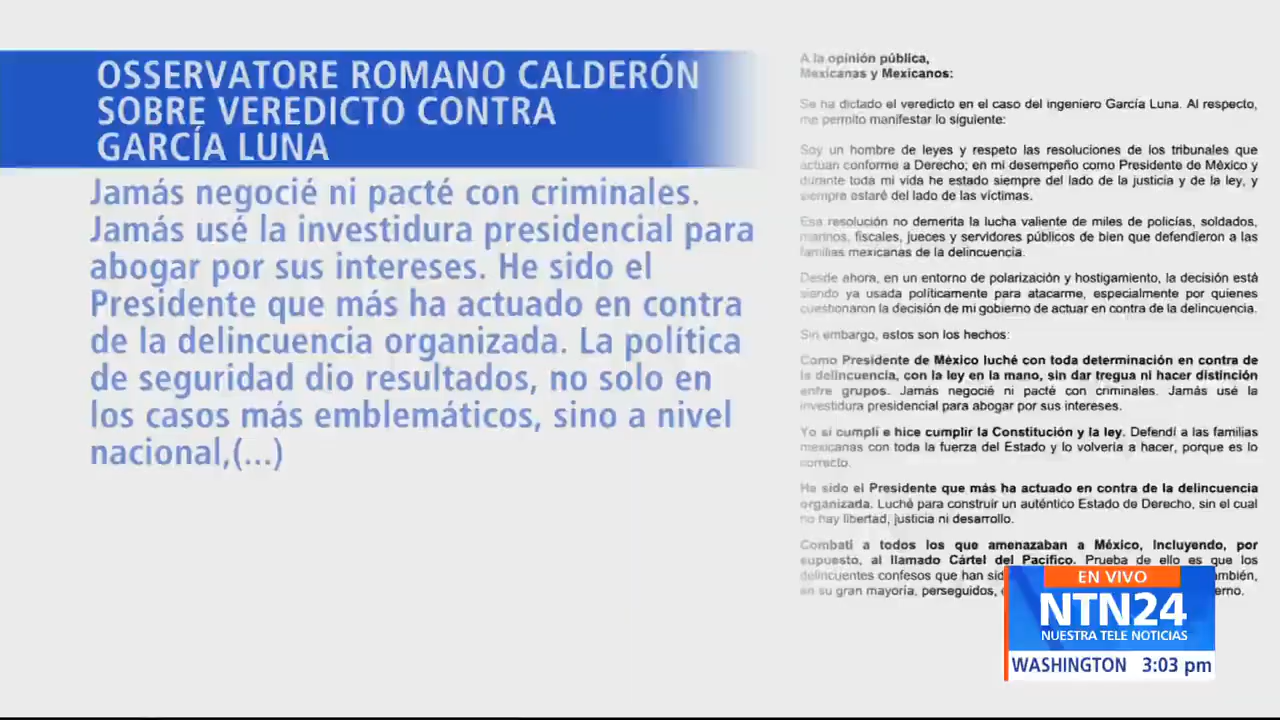 OSSERVATORE ROMANO CALDERÓN
SOBRE VEREDICTO CONTRA
GARCÍA LUNA
Jamás negocié ni pacté con criminales.
Jamás usé la investidura presidencial para
abogar por sus intereses. He sido el
Presidente que más ha actuado en contra
de la delincuencia organizada. La política
de seguridad dio resultados, no solo en
los casos más emblemáticos, sino a nivel
nacional,(...)
A la opinión pública,
Mexicanas y Mexicanos:
Se ha dictado el veredicto en el caso del ingeniero García Luna. Al respecto,
me permito manifestar lo siguiente:
Soy un hombre de leyes y respeto las resoluciones de los tribunales que
actúan conforme a Derecho; en mi desempeño como Presidente de México y
durante toda mi vida he estado siempre del lado de la justicia y de la ley, y
siempre estaré del lado de las víctimas.
Esa resolución no demerita la lucha valiente de miles de policías, soldados,
marinos, fiscales, jueces y servidores públicos de bien que defendieron a las
familias mexicanas de la delincuencia.
Desde ahora, en un entorno de polarización y hostigamiento, la decisión está
siendo ya usada políticamente para atacarme, especialmente por quienes
cuestionaron la decisión de mi gobierno de actuar en contra de la delincuencia.
Sin embargo, estos son los hechos:
Como Presidente de México luché con toda determinación en contra de
la delincuencia, con la ley en la mano, sin dar tregua ni hacer distinción
entre grupos. Jamás negocié ni pacté con criminales. Jamás usé la
investidura presidencial para abogar por sus intereses.
Yo sí cumplí e hice cumplir la Constitución y la ley. Defendí a las familias
mexicanas con toda la fuerza del Estado y lo volvería a hacer, porque es lo
correcto.
He sido el Presidente que más ha actuado en contra de la delincuencia
organizada. Luché para construir un auténtico Estado de Derecho, sin el cual
no hay libertad, justicia ni desarrollo.
Combatí a todos los que amenazaban a México, incluyendo, por
supuesto, al llamado Cártel del Pacífico. Prueba de ello es que los
delincuentes confesos que han
en su gran mayoría, perseguidos,
EN VIVO
NTN24
NUESTRA TELE NOTICIAS
WASHINGTON 3:03 pm